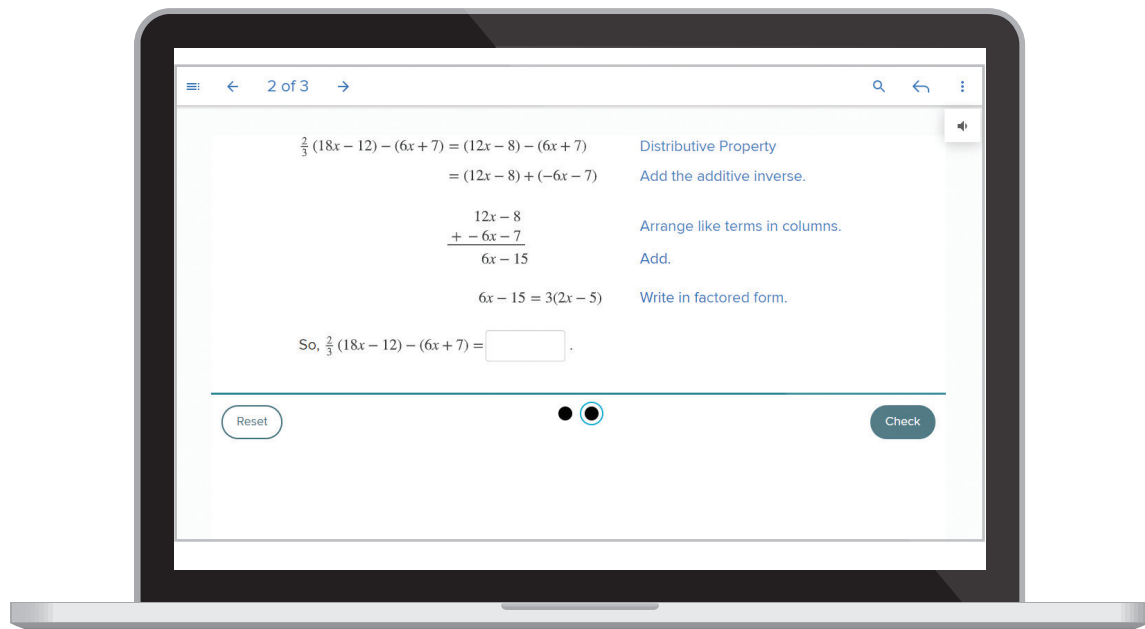 2 of 3
2/3 (18x – 12) – (6x + 7) = (12x – 8) – (6x + 7) Distributive Property
= (12x – 8) + (–6x – 7) Add the additive inverse.
12x – 8
+ – 6x – 7 Arrange like terms in columns.
6x – 15 Add.
6x – 15 = 3(2x – 5) Write in factored form.
So, 2/3 (18x – 12) – (6x + 7) = .
Reset Check